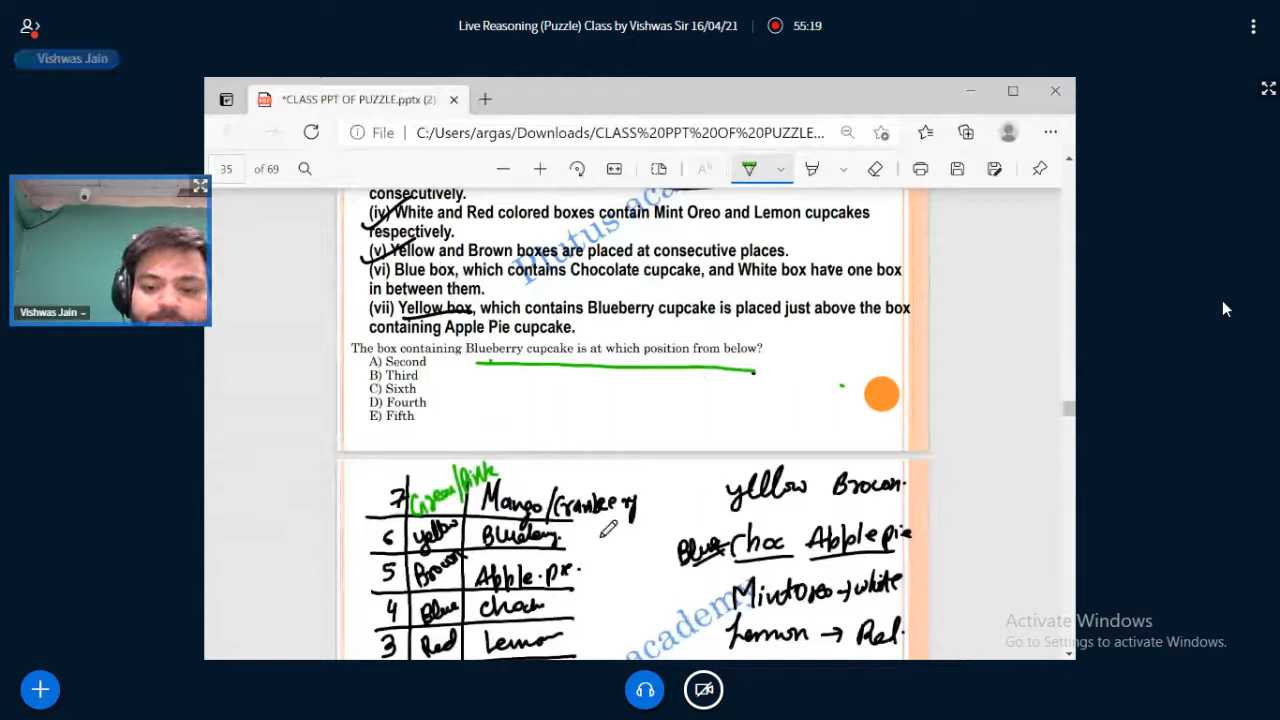 Live Reasoning (Puzzle) Class by Vishwas Sir 16/04/21
55:19
Vishwas Jain
*CLASS PPT OF PUZZLE.pptx (2)
File
C:/Users/argas/Downloads/CLASS%20PPT%20OF%20PUZZLE...
35 of 69
consecutively.
(iv) White and Red colored boxes contain Mint Oreo and Lemon cupcakes
respectively.
(v) Yellow and Brown boxes are placed at consecutive places.
(vi) Blue box, which contains Chocolate cupcake, and White box have one box
in between them.
(vii) Yellow box, which contains Blueberry cupcake is placed just above the box
containing Apple Pie cupcake.
The box containing Blueberry cupcake is at which position from below?
A) Second
B) Third
C) Sixth
D) Fourth
E) Fifth
Plutus
academy
Vishwas Jain
7 Green/Pink Mango/
6 yellow
5 Brown Apple.pie.
4 Blue choco
3 Red Lemon
yellow Brown.
Blue Choc Apple pie
Mint Oreo → white
Lemon → Red.
Activate Windows
Go to Settings to activate Windows.